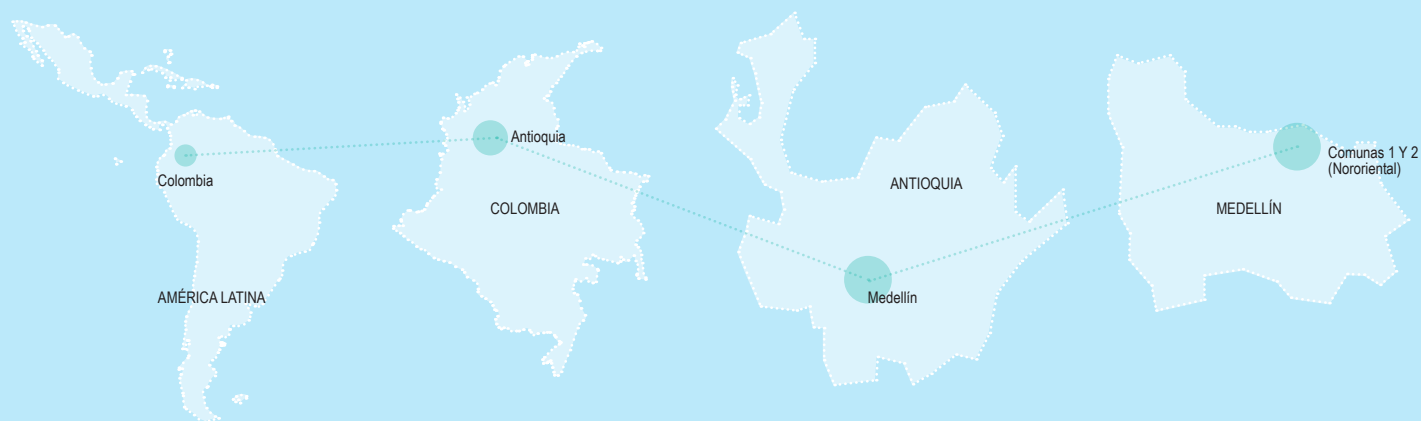 Colombia
AMÉRICA LATINA
Antioquia
COLOMBIA
ANTIOQUIA
Medellín
Comunas 1 Y 2
(Nororiental)
MEDELLÍN